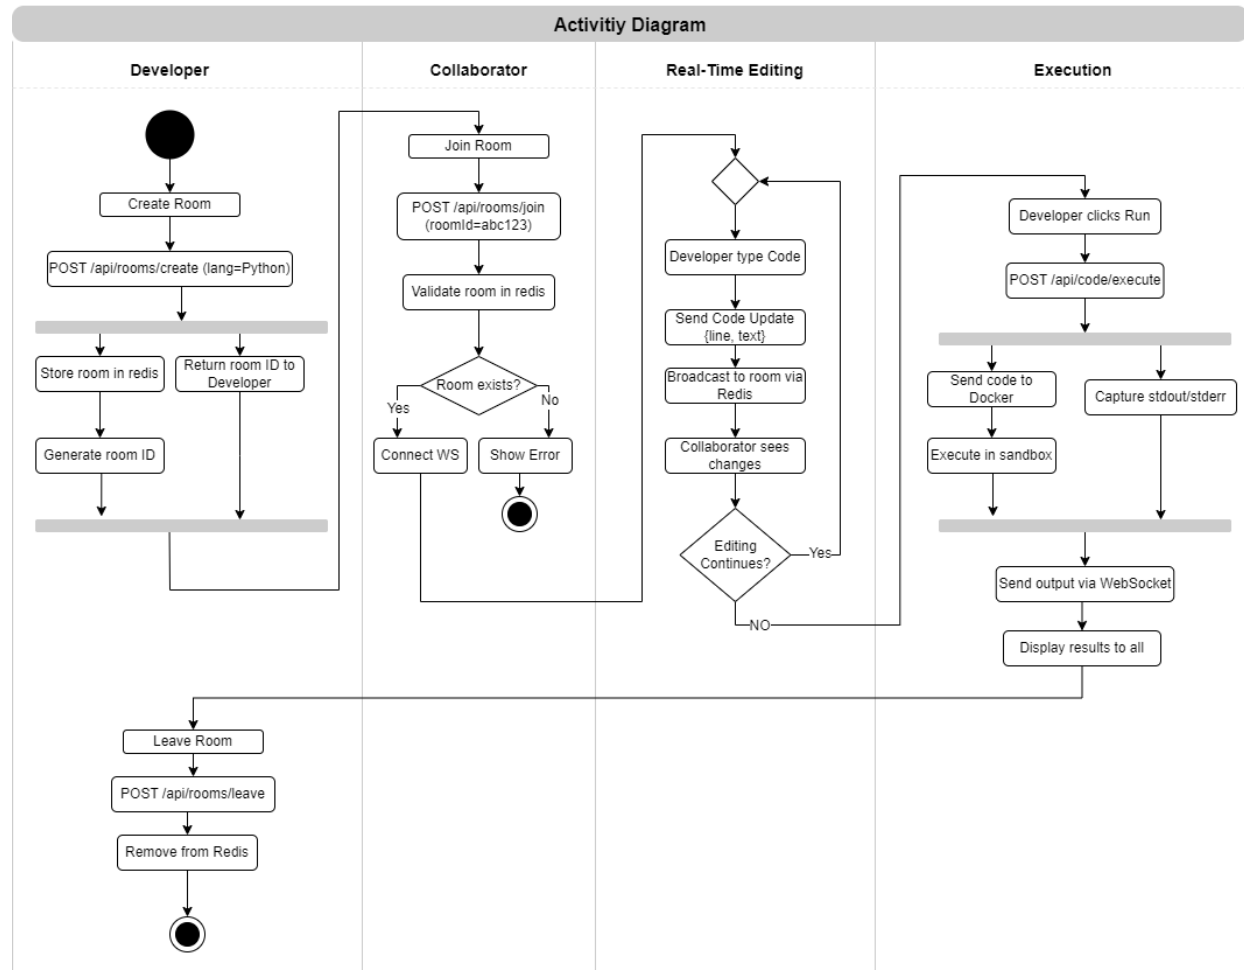 Activitiy Diagram
Developer
Collaborator
Real-Time Editing
Execution
Create Room
POST /api/rooms/create (lang=Python)
Store room in redis
Return room ID to
Developer
Generate room ID
Join Room
POST /api/rooms/join
(roomId=abc123)
Validate room in redis
Room exists?
Yes
No
Connect WS
Show Error
Developer type Code
Send Code Update
{line, text}
Broadcast to room via
Redis
Collaborator sees
changes
Editing
Continues?
Yes
NO
Developer clicks Run
POST /api/code/execute
Send code to
Docker
Capture stdout/stderr
Execute in sandbox
Send output via WebSocket
Display results to all
Leave Room
POST /api/rooms/leave
Remove from Redis